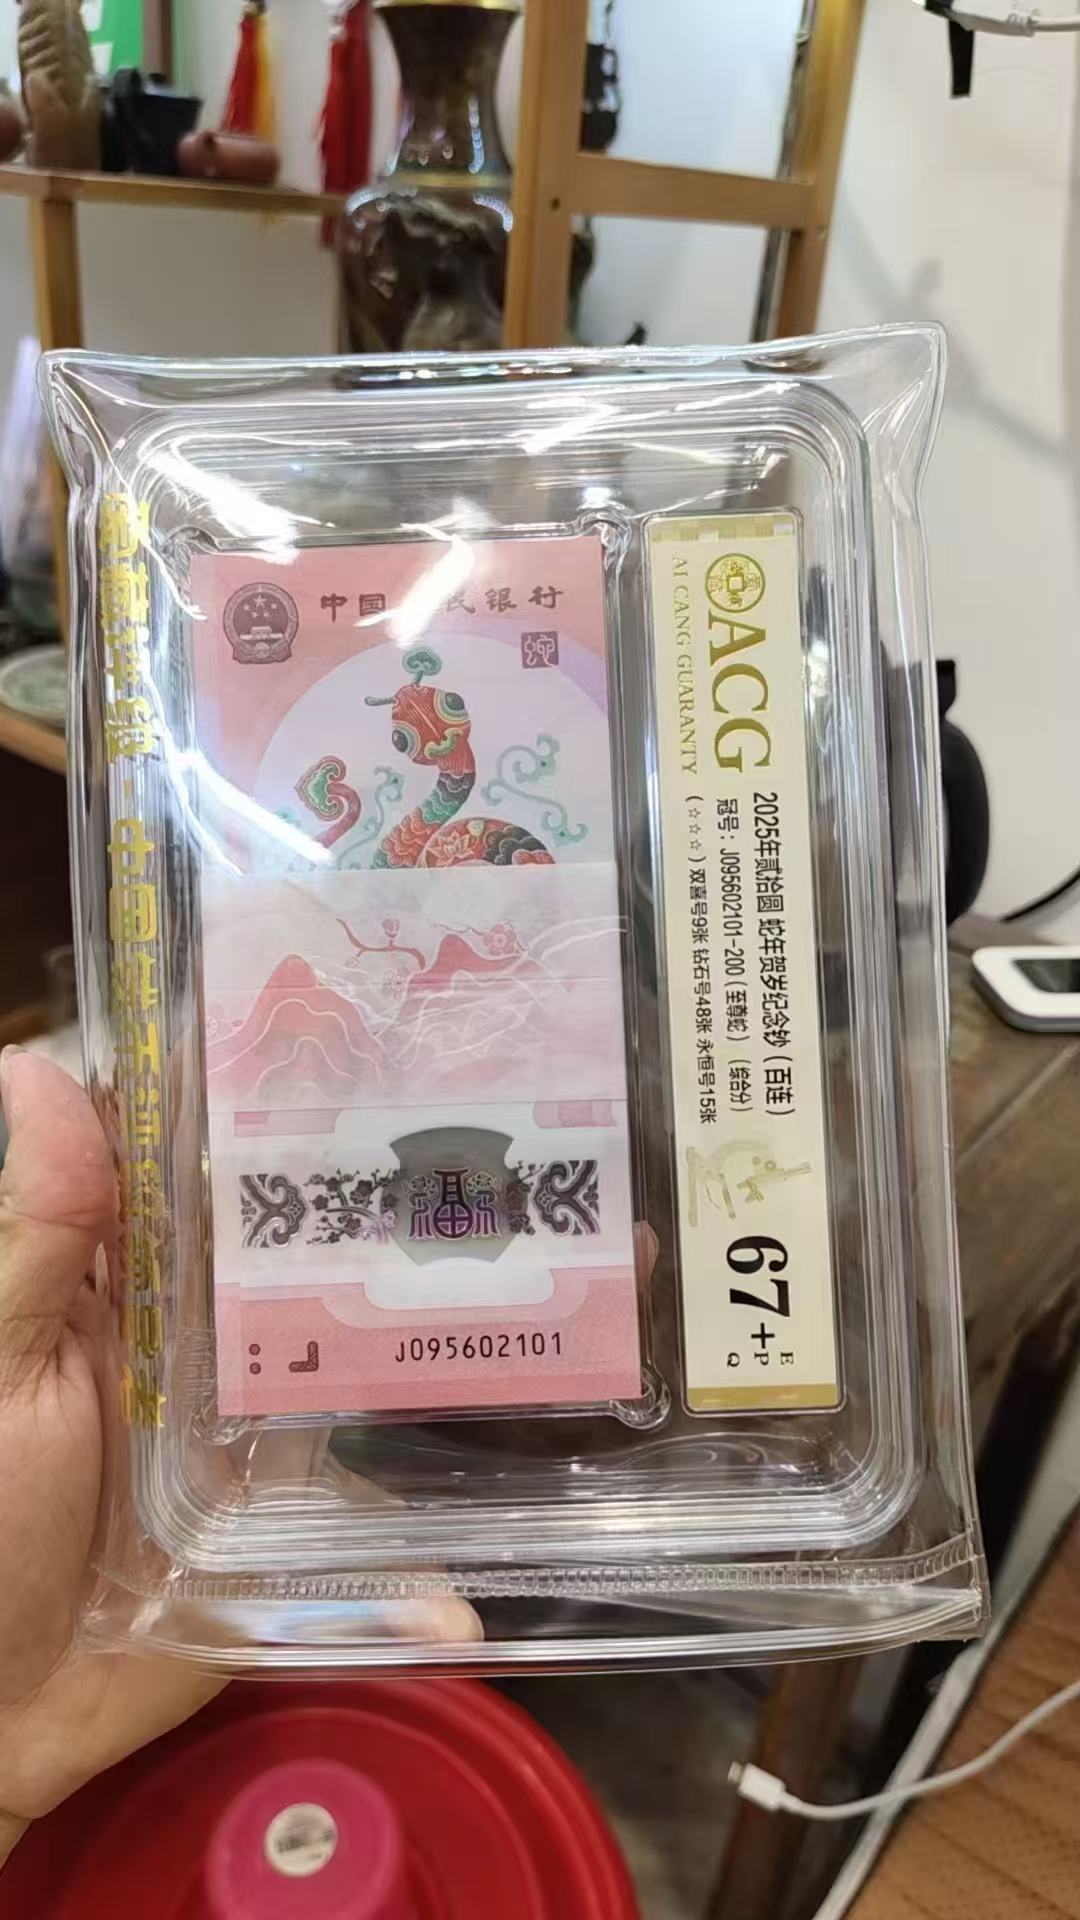 中国 民银行
蛇
福
J095602101
ACG
AI CANG GUARANTY
2025年贰拾圆 蛇年贺岁纪念钞（百连）
冠号：J095602101-200（至尊蛇）（综合分）
（☆☆☆）双喜号9张 钻石号48张 永恒号15张
67+
E
P
Q